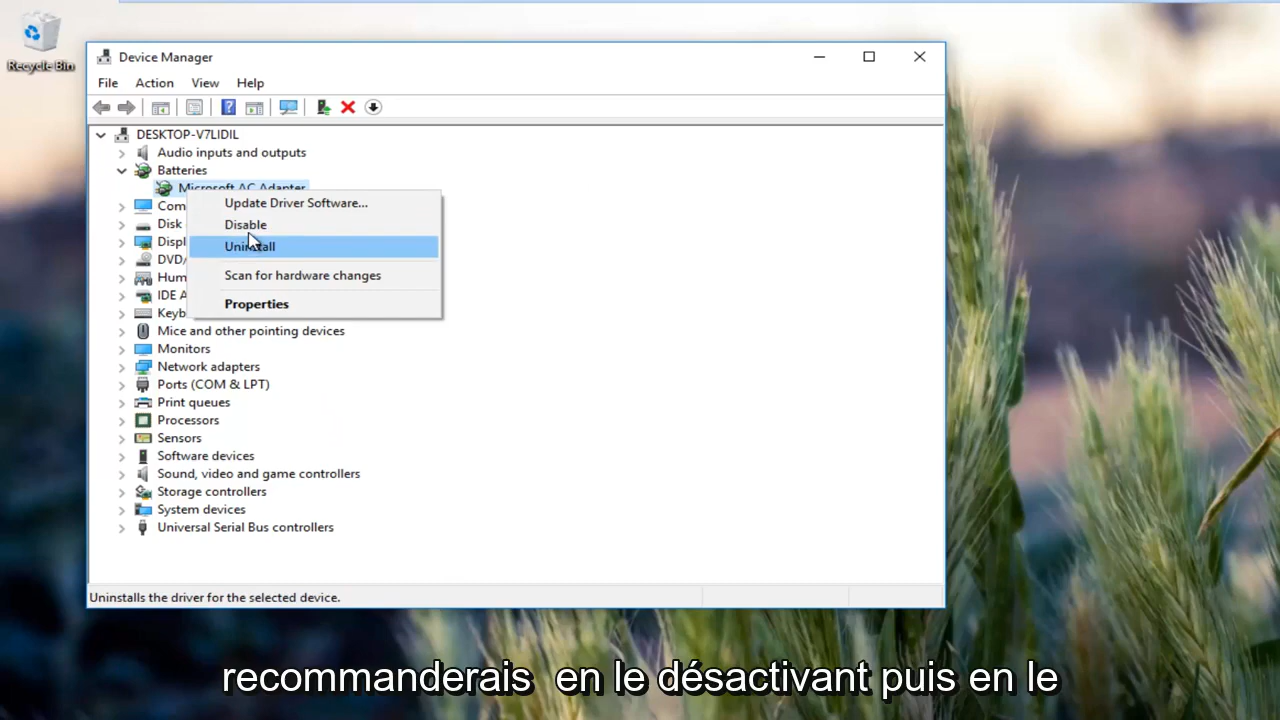 Recycle Bin
Device Manager
File Action View Help
DESKTOP-V7LIDIL
Audio inputs and outputs
Batteries
Microsoft AC Adapter
Update Driver Software...
Disable
Uninstall
Scan for hardware changes
Properties
Com
Disk
Displ
DVD/
Hum
IDE A
Keyb
Mice and other pointing devices
Monitors
Network adapters
Ports (COM & LPT)
Print queues
Processors
Sensors
Software devices
Sound, video and game controllers
Storage controllers
System devices
Universal Serial Bus controllers
Uninstalls the driver for the selected device.
recommanderais en le désactivant puis en le